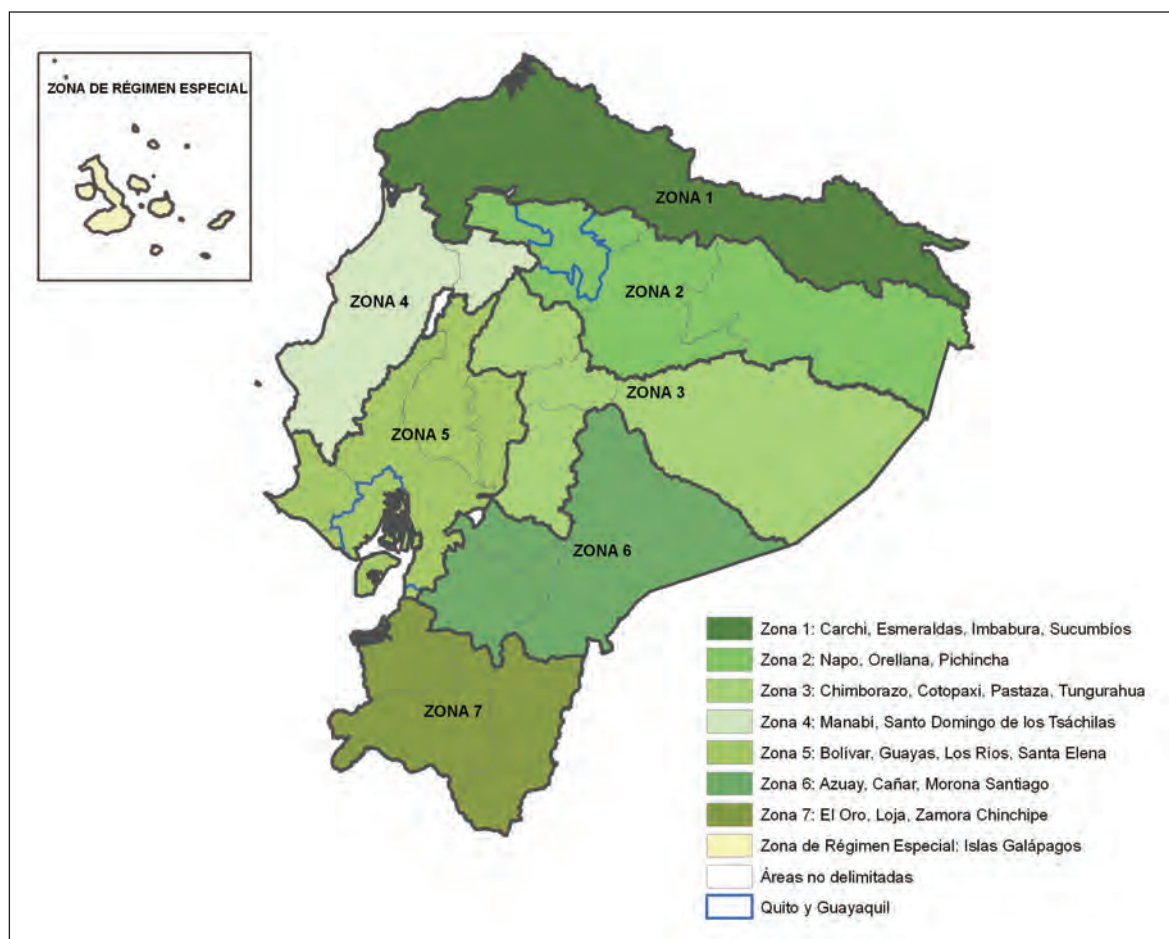 ZONA DE RÉGIMEN ESPECIAL
ZONA 1
ZONA 2
ZONA 4
ZONA 3
ZONA 5
ZONA 6
ZONA 7
Zona 1: Carchi, Esmeraldas, Imbabura, Sucumbíos
Zona 2: Napo, Orellana, Pichincha
Zona 3: Chimborazo, Cotopaxi, Pastaza, Tungurahua
Zona 4: Manabí, Santo Domingo de los Tsáchilas
Zona 5: Bolívar, Guayas, Los Ríos, Santa Elena
Zona 6: Azuay, Cañar, Morona Santiago
Zona 7: El Oro, Loja, Zamora Chinchipe
Zona de Régimen Especial: Islas Galápagos
Áreas no delimitadas
Quito y Guayaquil